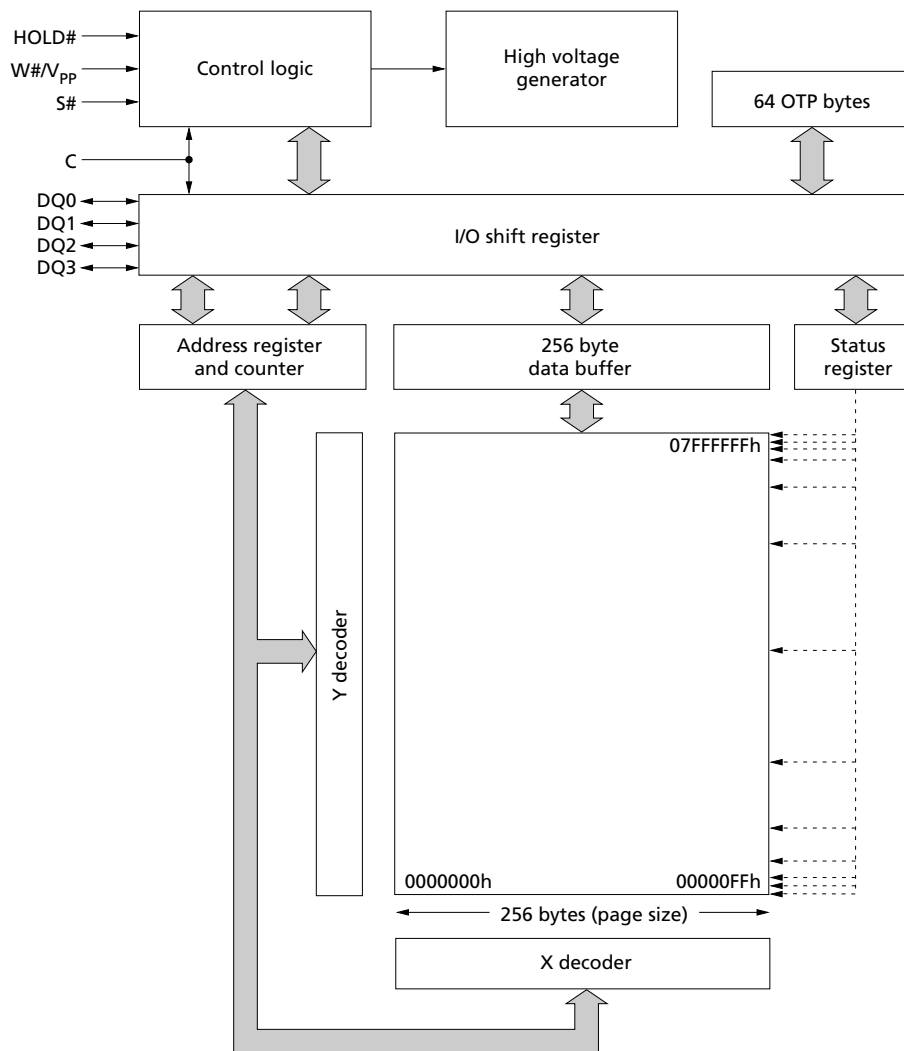 HOLD#
W#/VPP
S#
Control logic
High voltage
generator
64 OTP bytes
C
DQ0
DQ1
DQ2
DQ3
I/O shift register
Address register
and counter
256 byte
data buffer
Status
register
07FFFFFFh
Y decoder
0000000h
00000FFh
256 bytes (page size)
X decoder